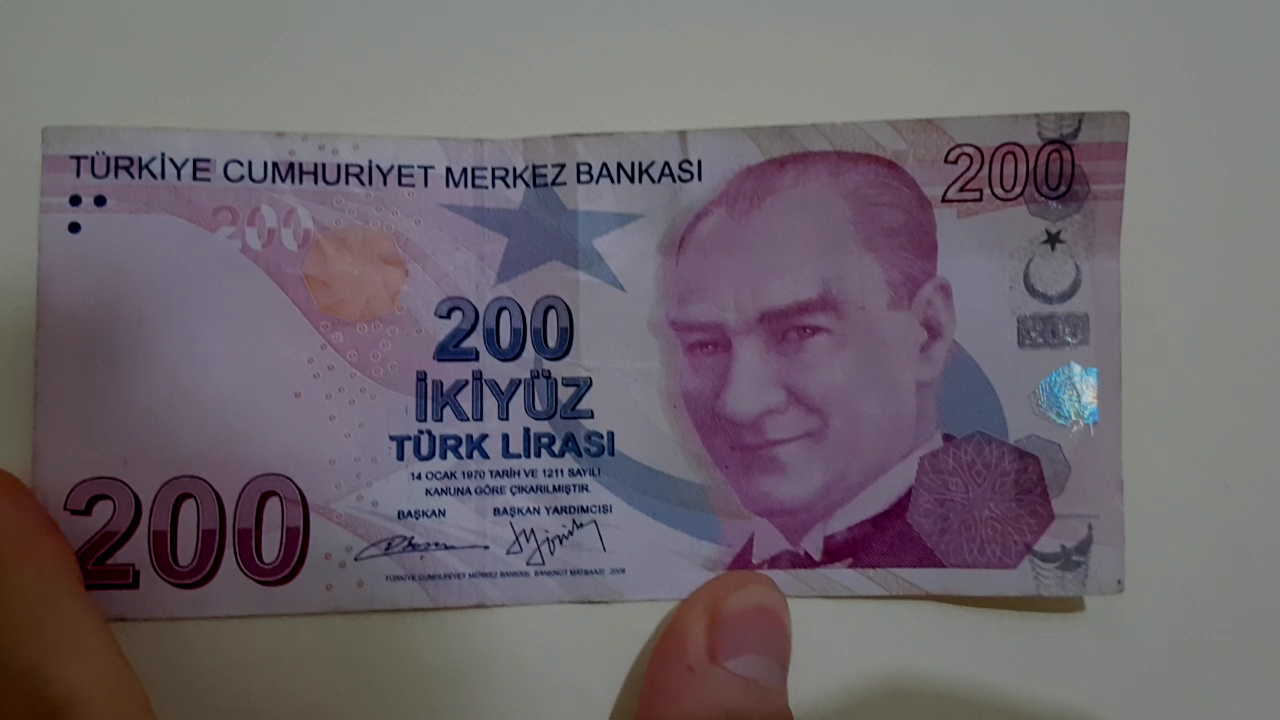 TÜRKİYE CUMHURİYET MERKEZ BANKASI
200
200
200
İKİYÜZ
TÜRK LİRASI
14 OCAK 1970 TARİH VE 1211 SAYILI
KANUNA GÖRE ÇIKARILMIŞTIR.
BAŞKAN BAŞKAN YARDIMCISI
200
TÜRKİYE CUMHURİYET MERKEZ BANKASI BANKNOT MATBAASI -2009